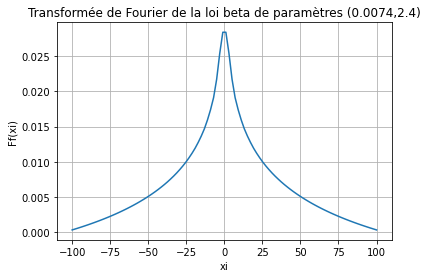 Transformée de Fourier de la loi beta de paramètres (0.0074,2.4)
0.025
0.020
0.015
0.010
0.005
0.000
Ff(xi)
−100 −75 −50 −25 0 25 50 75 100
xi